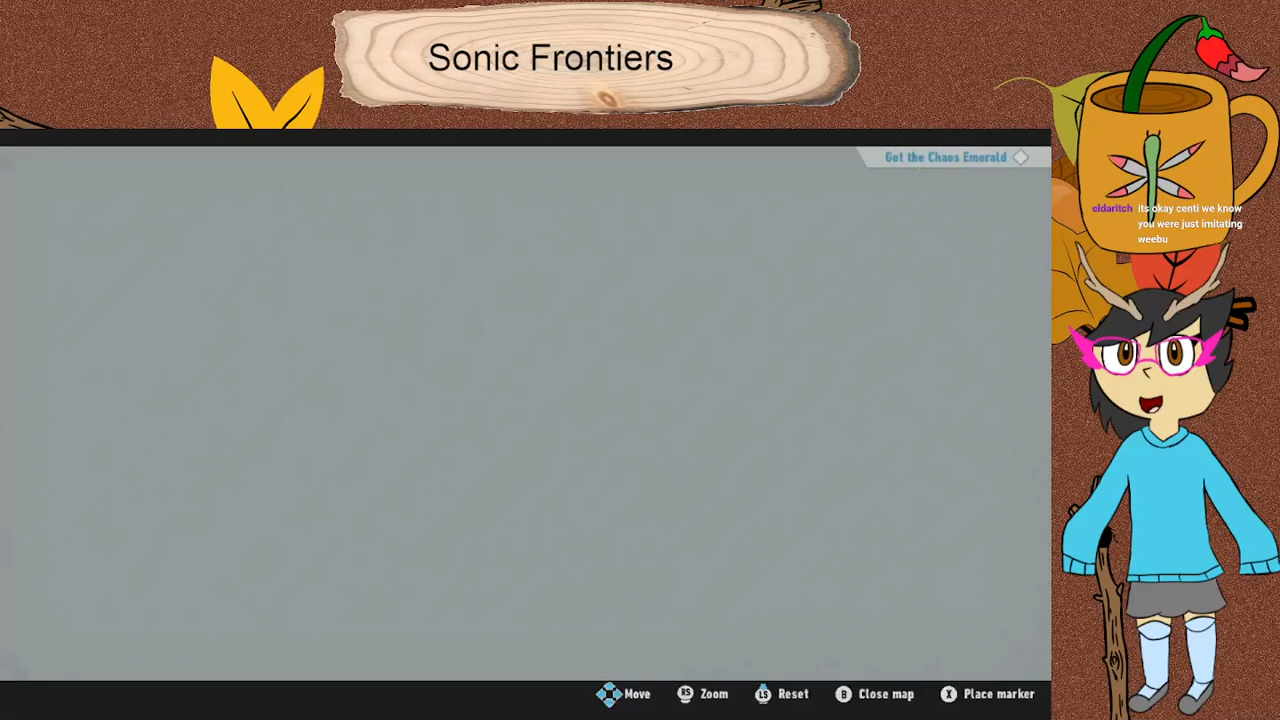 Sonic Frontiers
Get the Chaos Emerald
eldaritch its okay centi we know
you were just imitating
weebu
RS Zoom
Move
LS Reset
B Close map
X Place marker